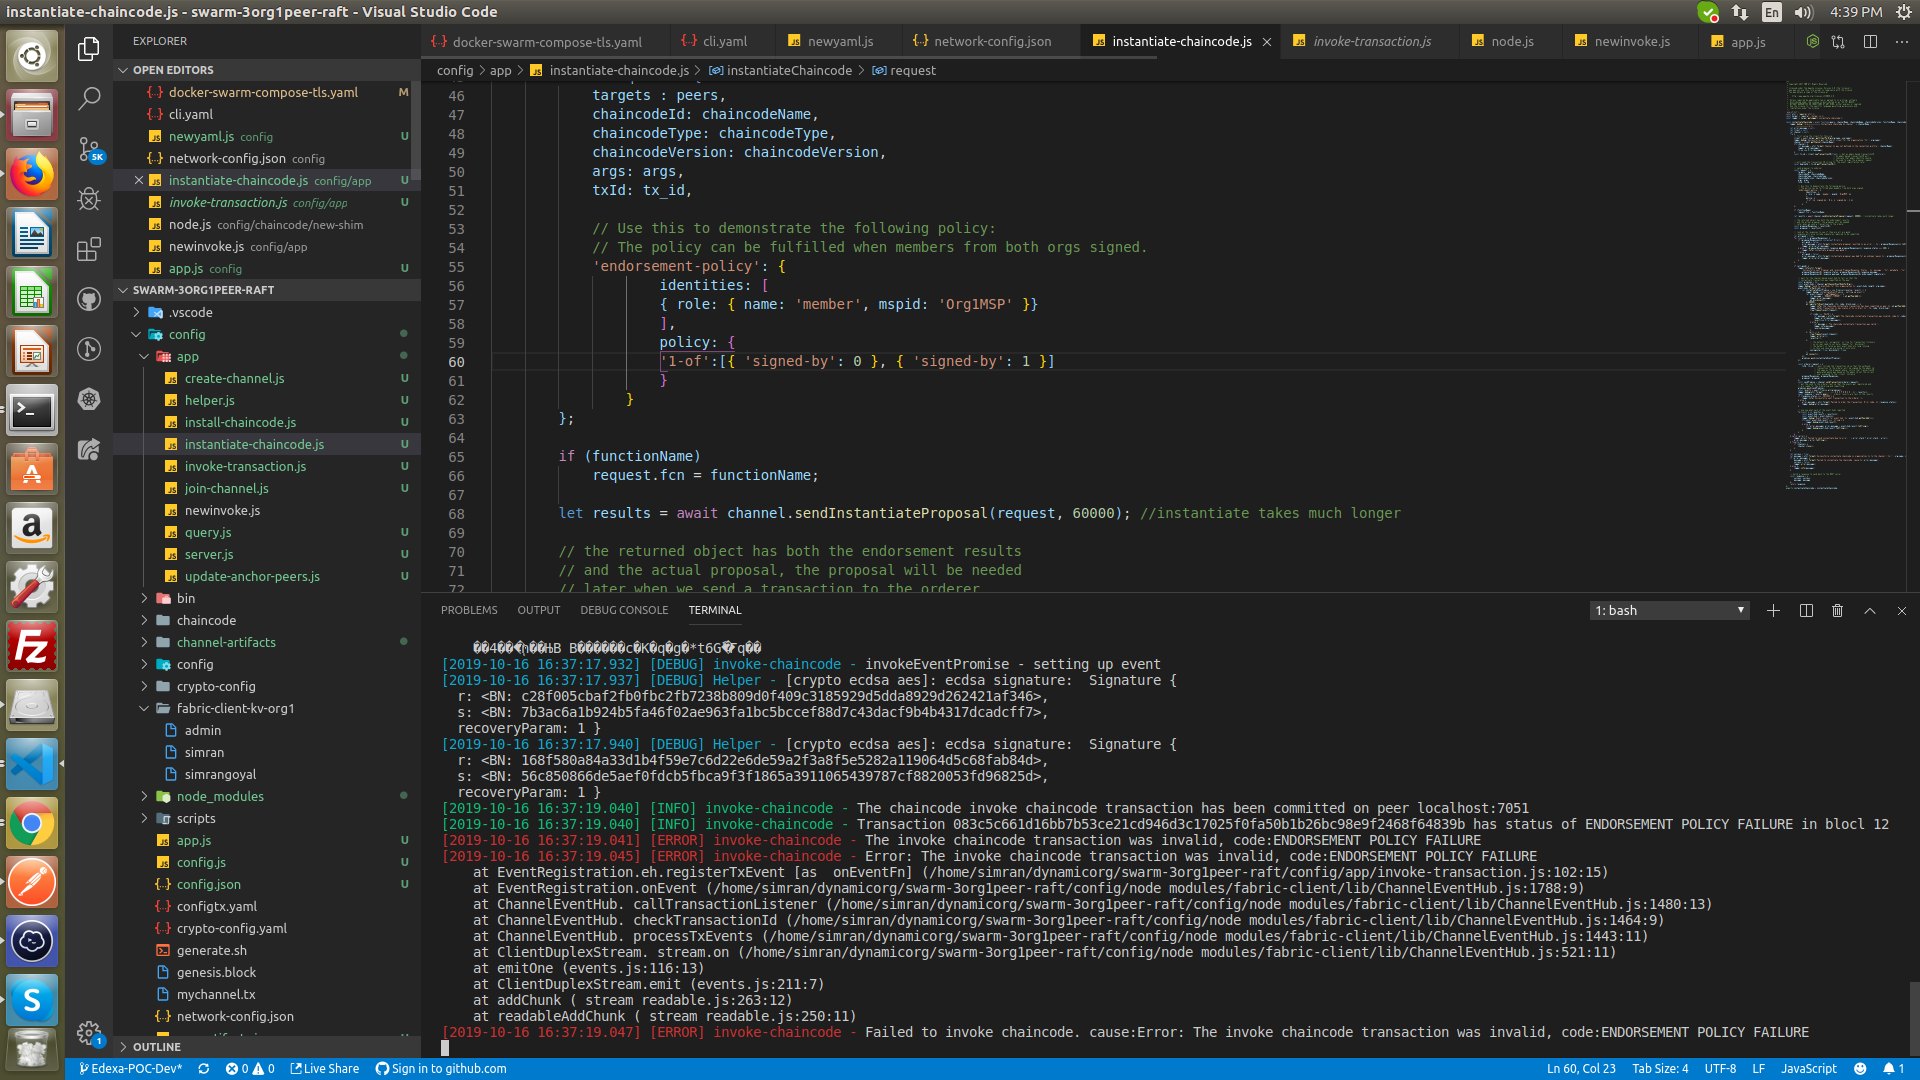 instantiate-chaincode.js - swarm-3org1peer-raft - Visual Studio Code
En
4:39 PM
EXPLORER
OPEN EDITORS
docker-swarm-compose-tls.yaml M
cli.yaml
newyaml.js config U
network-config.json config
instantiate-chaincode.js config/app U
invoke-transaction.js config/app U
node.js config/chaincode/new-shim
newinvoke.js config/app
app.js config U
SWARM-3ORG1PEER-RAFT
.vscode
config
app
create-channel.js U
helper.js U
install-chaincode.js U
instantiate-chaincode.js U
invoke-transaction.js U
join-channel.js U
newinvoke.js
query.js U
server.js U
update-anchor-peers.js U
bin
chaincode
channel-artifacts
config
crypto-config
fabric-client-kv-org1
admin
simran
simrangoyal
node_modules
scripts
app.js U
config.js U
config.json U
configtx.yaml
crypto-config.yaml
generate.sh
genesis.block
mychannel.tx
network-config.json
OUTLINE
5K
1
docker-swarm-compose-tls.yaml
cli.yaml
newyaml.js
network-config.json
instantiate-chaincode.js
invoke-transaction.js
node.js
newinvoke.js
app.js
config > app > instantiate-chaincode.js > instantiateChaincode > request
46 targets : peers,
47 chaincodeId: chaincodeName,
48 chaincodeType: chaincodeType,
49 chaincodeVersion: chaincodeVersion,
50 args: args,
51 txId: tx_id,
52
53 // Use this to demonstrate the following policy:
54 // The policy can be fulfilled when members from both orgs signed.
55 'endorsement-policy': {
56 identities: [
57 { role: { name: 'member', mspid: 'Org1MSP' }}
58 ],
59 policy: {
60 '1-of':[{ 'signed-by': 0 }, { 'signed-by': 1 }]
61 }
62 }
63 };
64
65 if (functionName)
66 request.fcn = functionName;
67
68 let results = await channel.sendInstantiateProposal(request, 60000); //instantiate takes much longer
69
70 // the returned object has both the endorsement results
71 // and the actual proposal, the proposal will be needed
72 // later when we send a transaction to the orderer
PROBLEMS OUTPUT DEBUG CONSOLE TERMINAL
1: bash
[2019-10-16 16:37:17.932] [DEBUG] invoke-chaincode - invokeEventPromise - setting up event
[2019-10-16 16:37:17.937] [DEBUG] Helper - [crypto ecdsa aes]: ecdsa signature:  Signature {
r: <BN: c28f005cbaf2fb0fbc2fb7238b809d0f409c3185929d5dda8929d262421af346>,
s: <BN: 7b3ac6a1b924b5fa46f02ae963fa1bc5bccef88d7c43dacf9b4b4317dcadcff7>,
recoveryParam: 1 }
[2019-10-16 16:37:17.940] [DEBUG] Helper - [crypto ecdsa aes]: ecdsa signature:  Signature {
r: <BN: 168f580a84a33d1b4f59e7c6d22e6de59a2f3a8f5e5282a119064d5c68fab84d>,
s: <BN: 56c850866de5aef0fdcb5fbca9f3f1865a3911065439787cf8820053fd96825d>,
recoveryParam: 1 }
[2019-10-16 16:37:19.040] [INFO] invoke-chaincode - The chaincode invoke chaincode transaction has been committed on peer localhost:7051
[2019-10-16 16:37:19.040] [INFO] invoke-chaincode - Transaction 083c5c661d16bb7b53ce21cd946d3c17025f0fa50b1b26bc98e9f2468f64839b has status of ENDORSEMENT POLICY FAILURE in blocl 12
[2019-10-16 16:37:19.041] [ERROR] invoke-chaincode - The invoke chaincode transaction was invalid, code:ENDORSEMENT POLICY FAILURE
[2019-10-16 16:37:19.045] [ERROR] invoke-chaincode - Error: The invoke chaincode transaction was invalid, code:ENDORSEMENT POLICY FAILURE
at EventRegistration.eh.registerTxEvent [as  onEventFn] (/home/simran/dynamicorg/swarm-3org1peer-raft/config/app/invoke-transaction.js:102:15)
at EventRegistration.onEvent (/home/simran/dynamicorg/swarm-3org1peer-raft/config/node modules/fabric-client/lib/ChannelEventHub.js:1788:9)
at ChannelEventHub. callTransactionListener (/home/simran/dynamicorg/swarm-3org1peer-raft/config/node modules/fabric-client/lib/ChannelEventHub.js:1480:13)
at ChannelEventHub. checkTransactionId (/home/simran/dynamicorg/swarm-3org1peer-raft/config/node modules/fabric-client/lib/ChannelEventHub.js:1464:9)
at ChannelEventHub. processTxEvents (/home/simran/dynamicorg/swarm-3org1peer-raft/config/node modules/fabric-client/lib/ChannelEventHub.js:1443:11)
at ClientDuplexStream. stream.on (/home/simran/dynamicorg/swarm-3org1peer-raft/config/node modules/fabric-client/lib/ChannelEventHub.js:521:11)
at emitOne (events.js:116:13)
at ClientDuplexStream.emit (events.js:211:7)
at addChunk ( stream readable.js:263:12)
at readableAddChunk ( stream readable.js:250:11)
[2019-10-16 16:37:19.047] [ERROR] invoke-chaincode - Failed to invoke chaincode. cause:Error: The invoke chaincode transaction was invalid, code:ENDORSEMENT POLICY FAILURE
Edexa-POC-Dev* 0 0 Live Share Sign in to github.com Ln 60, Col 23 Tab Size: 4 UTF-8 LF JavaScript 1